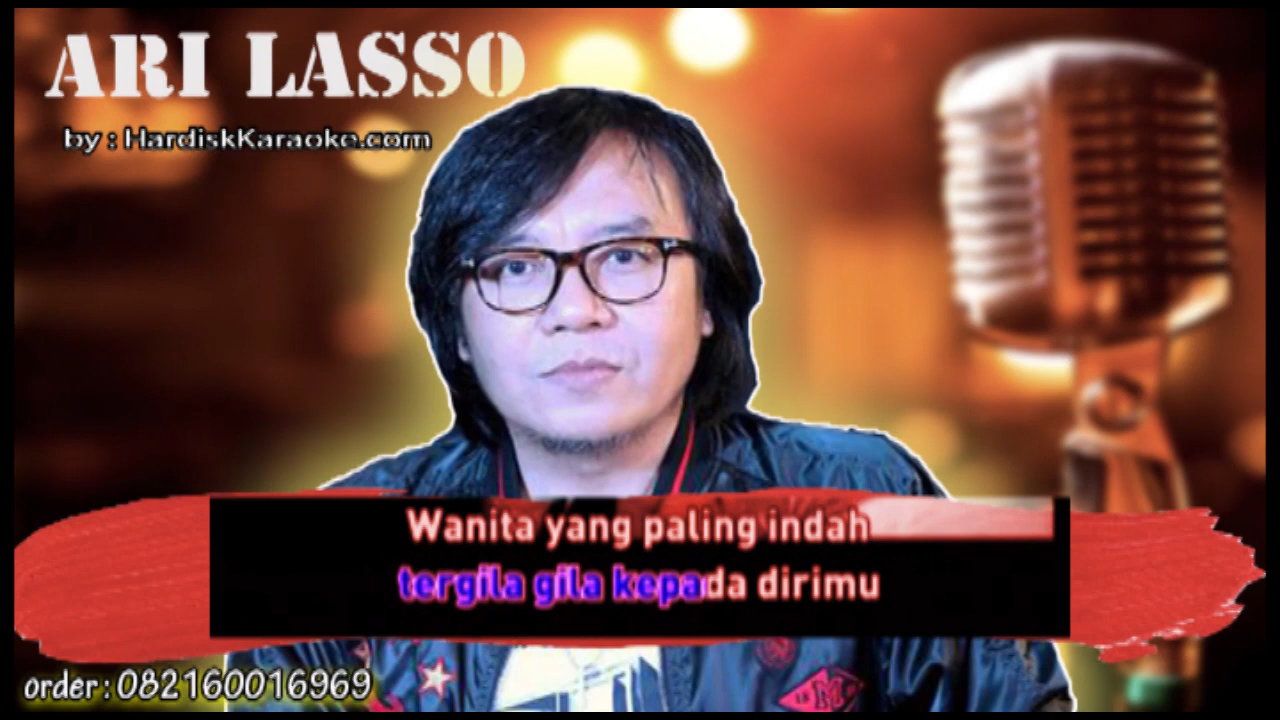 ARI LASSO
by : HardiskKaraoke.com
Wanita yang paling indah
tergila gila kepada dirimu
order : 082160016969
M